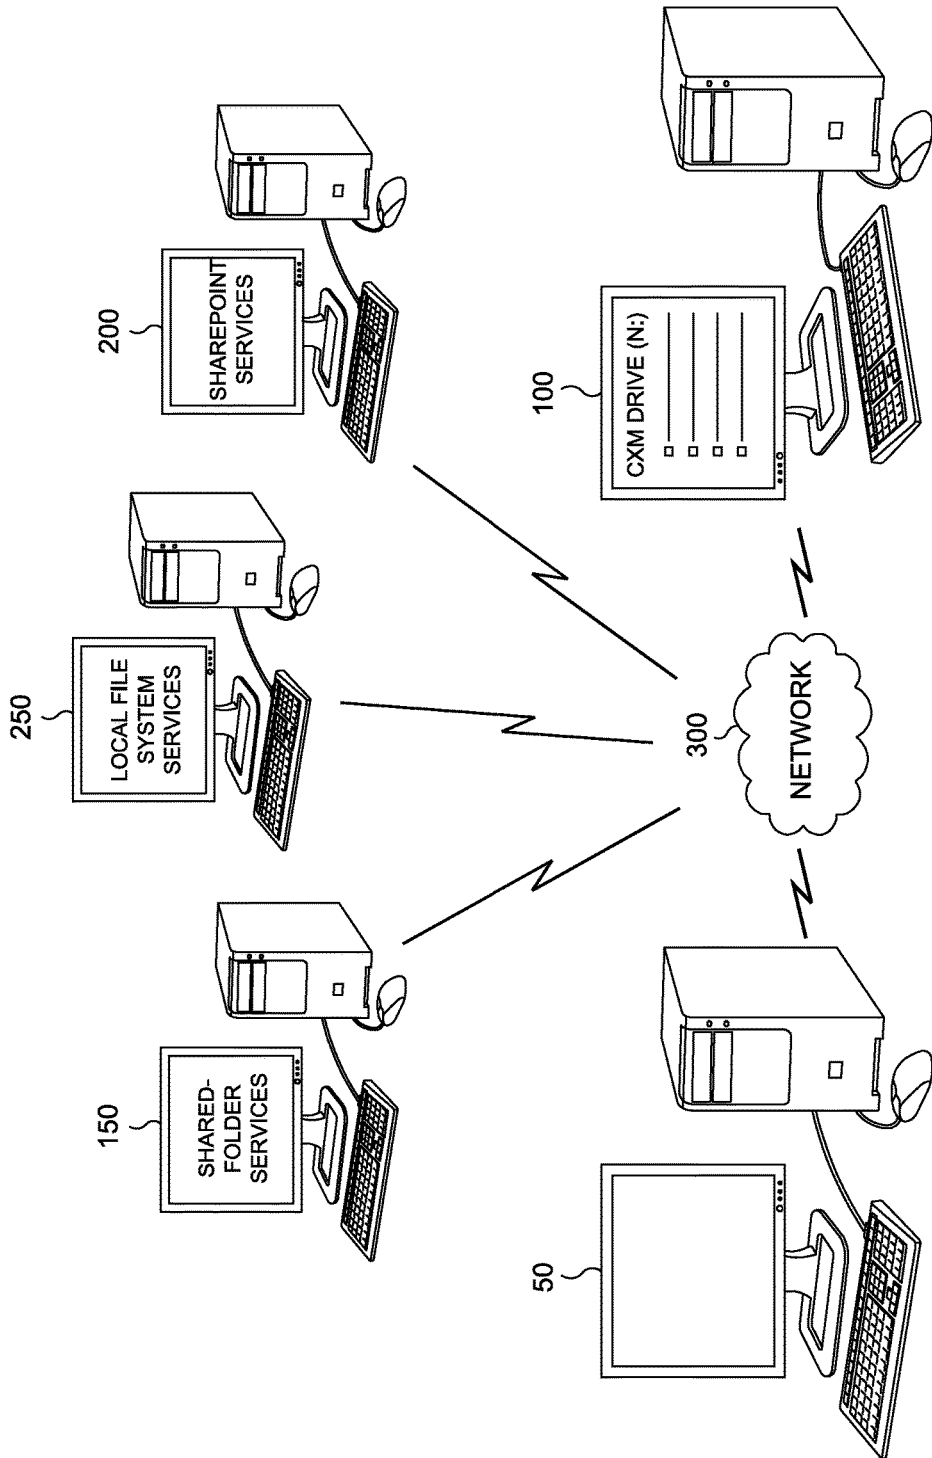 150
SHARED-
FOLDER
SERVICES
250
LOCAL FILE
SYSTEM
SERVICES
200
SHAREPOINT
SERVICES
300
NETWORK
50
100
CXM DRIVE (N:)